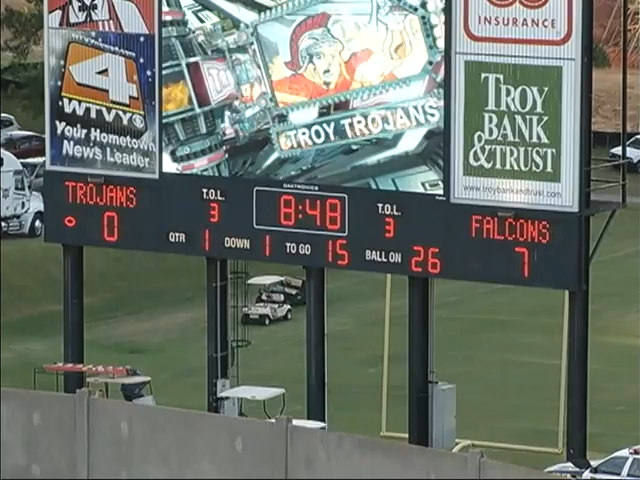 INSURANCE
4
WTVY
Your Hometown
News Leader
TROY TROJANS
TROY
BANK
& TRUST
www.troybankandtrust.com
DAKTRONICS
TROJANS
T.O.L.
8:48
T.O.L.
FALCONS
0
3
3
7
QTR 1 DOWN 1 TO GO 15 BALL ON 26